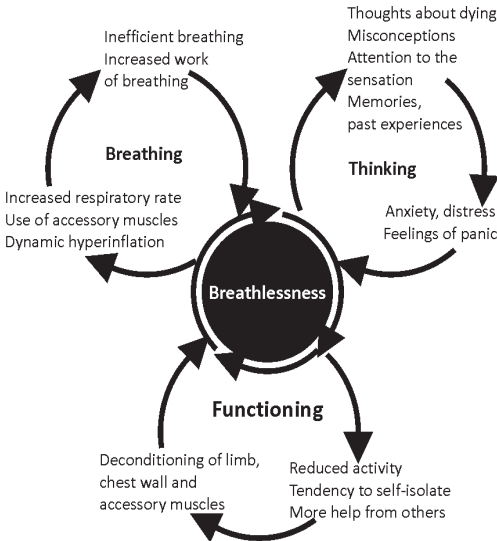 Inefficient breathing
Increased work
of breathing
Breathing
Increased respiratory rate
Use of accessory muscles
Dynamic hyperinflation
Thoughts about dying
Misconceptions
Attention to the
sensation
Memories,
past experiences
Thinking
Anxiety, distress
Feelings of panic
Breathlessness
Functioning
Deconditioning of limb,
chest wall and
accessory muscles
Reduced activity
Tendency to self-isolate
More help from others